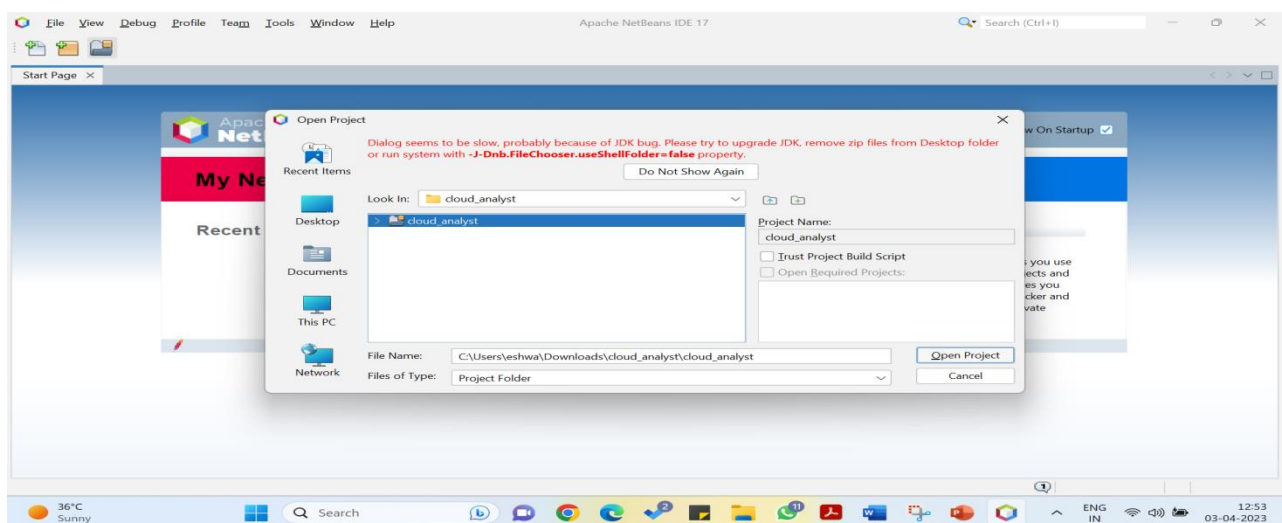 File View Debug Profile Team Tools Window Help
Apache NetBeans IDE 17
Search (Ctrl+I)
Start Page
Apac
Net
w On Startup
My Ne
Recent
s you use
ects and
es you
cker and
vate
Open Project
Dialog seems to be slow, probably because of JDK bug. Please try to upgrade JDK, remove zip files from Desktop folder
or run system with -J-Dnb.FileChooser.useShellFolder=false property.
Do Not Show Again
Recent Items
Desktop
Documents
This PC
Network
Look In: cloud_analyst
cloud_analyst
Project Name:
cloud_analyst
Trust Project Build Script
Open Required Projects:
File Name: C:\Users\eshwa\Downloads\cloud_analyst\cloud_analyst
Open Project
Files of Type: Project Folder
Cancel
1
36°C
Sunny
Search
2
11
ENG
IN
12:53
03-04-2023